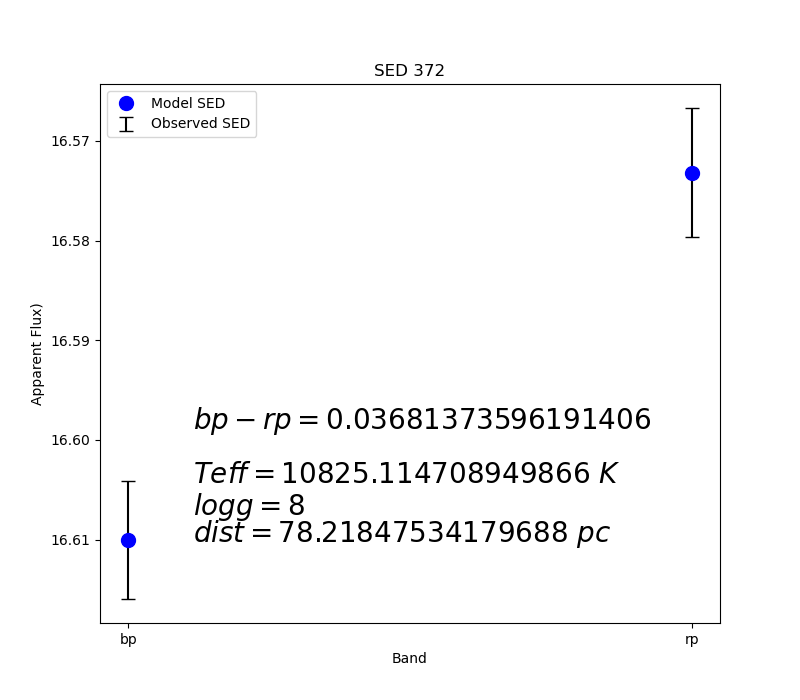 SED 372
Model SED
Observed SED
16.57
16.58
16.59
16.60
16.61
Apparent Flux)
bp − rp = 0.03681373596191406
Teff = 10825.114708949866 K
logg = 8
dist = 78.21847534179688 pc
bp
rp
Band